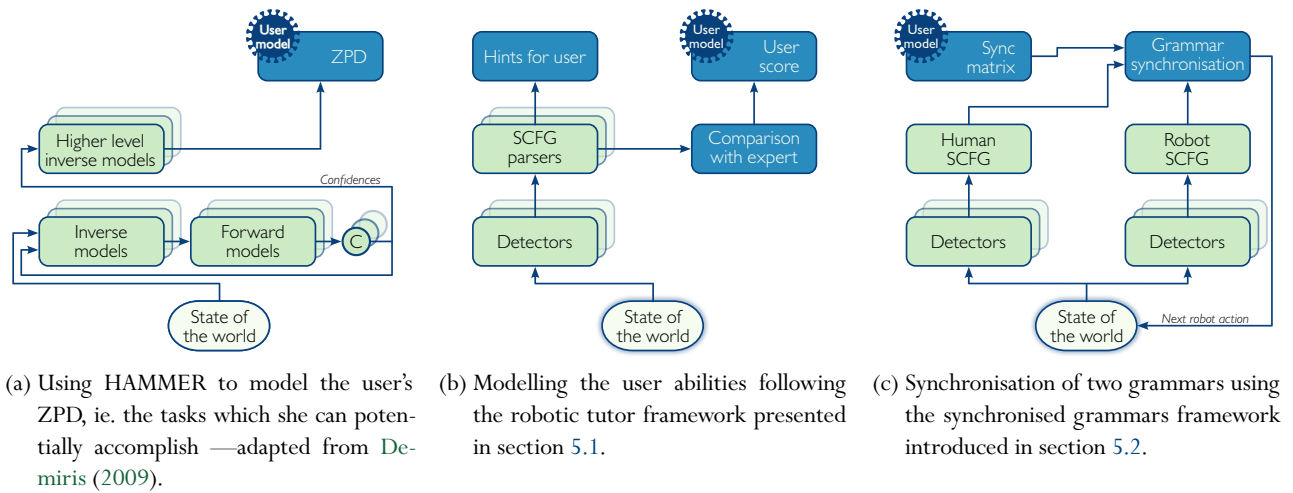 User
model
ZPD
Higher level
inverse models
Confidences
Inverse
models
Forward
models
C
State of
the world
(a) Using HAMMER to model the user's
ZPD, ie. the tasks which she can poten-
tially accomplish —adapted from De-
miris (2009).
Hints for user
User
model
User
score
SCFG
parsers
Comparison
with expert
Detectors
State of
the world
(b) Modelling the user abilities following
the robotic tutor framework presented
in section 5.1.
User
model
Sync
matrix
Grammar
synchronisation
Human
SCFG
Robot
SCFG
Detectors
Detectors
State of
the world
Next robot action
(c) Synchronisation of two grammars using
the synchronised grammars framework
introduced in section 5.2.